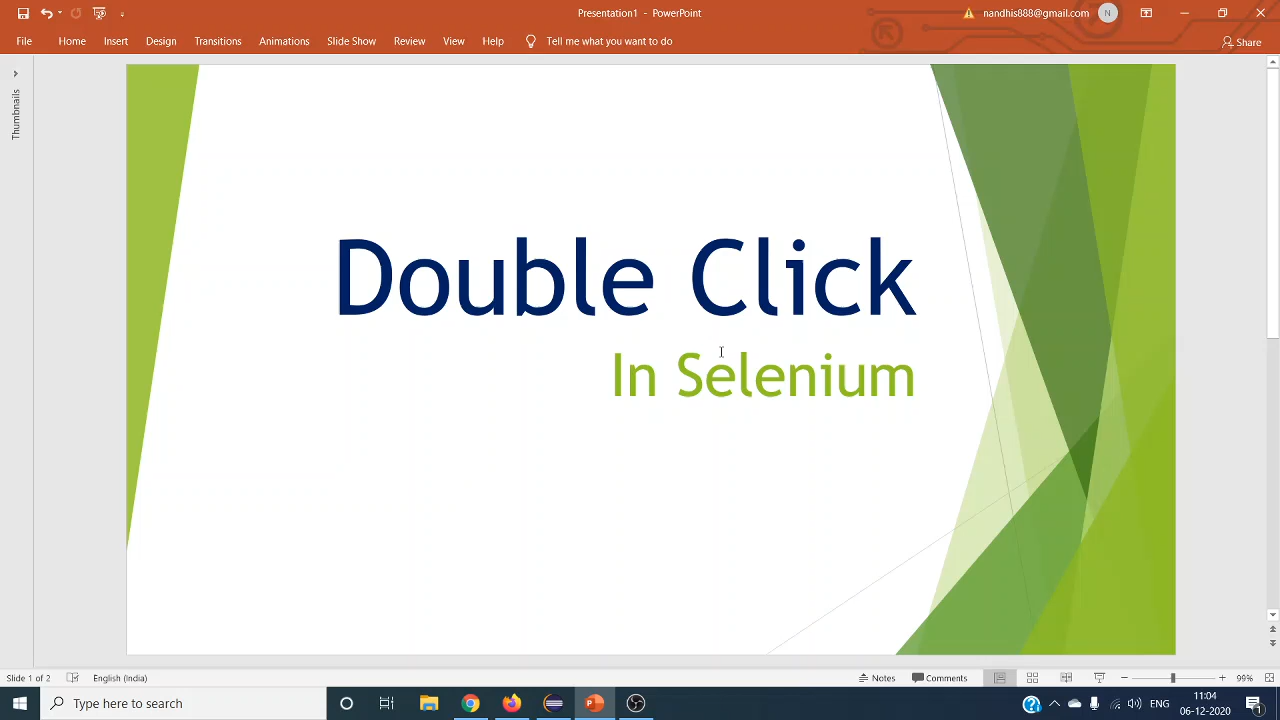 Presentation1 - PowerPoint
nandhis888@gmail.com
N
File
Home
Insert
Design
Transitions
Animations
Slide Show
Review
View
Help
Tell me what you want to do
Share
Thumbnails
Double Click
In Selenium
Slide 1 of 2
English (India)
Notes
Comments
99%
Type here to search
ENG
11:04
06-12-2020
1